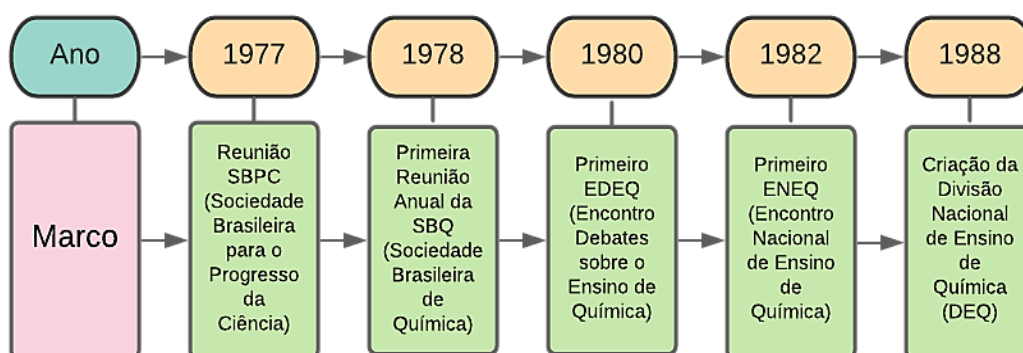 Ano
1977
1978
1980
1982
1988
Marco
Reunião
SBPC
(Sociedade
Brasileira
para o
Progresso
da
Ciência)
Primeira
Reunião
Anual da
SBQ
(Sociedade
Brasileira
de
Química)
Primeiro
EDEQ
(Encontro
Debates
sobre o
Ensino de
Química)
Primeiro
ENEQ
(Encontro
Nacional
de Ensino
de
Química)
Criação da
Divisão
Nacional
de Ensino
de
Química
(DEQ)